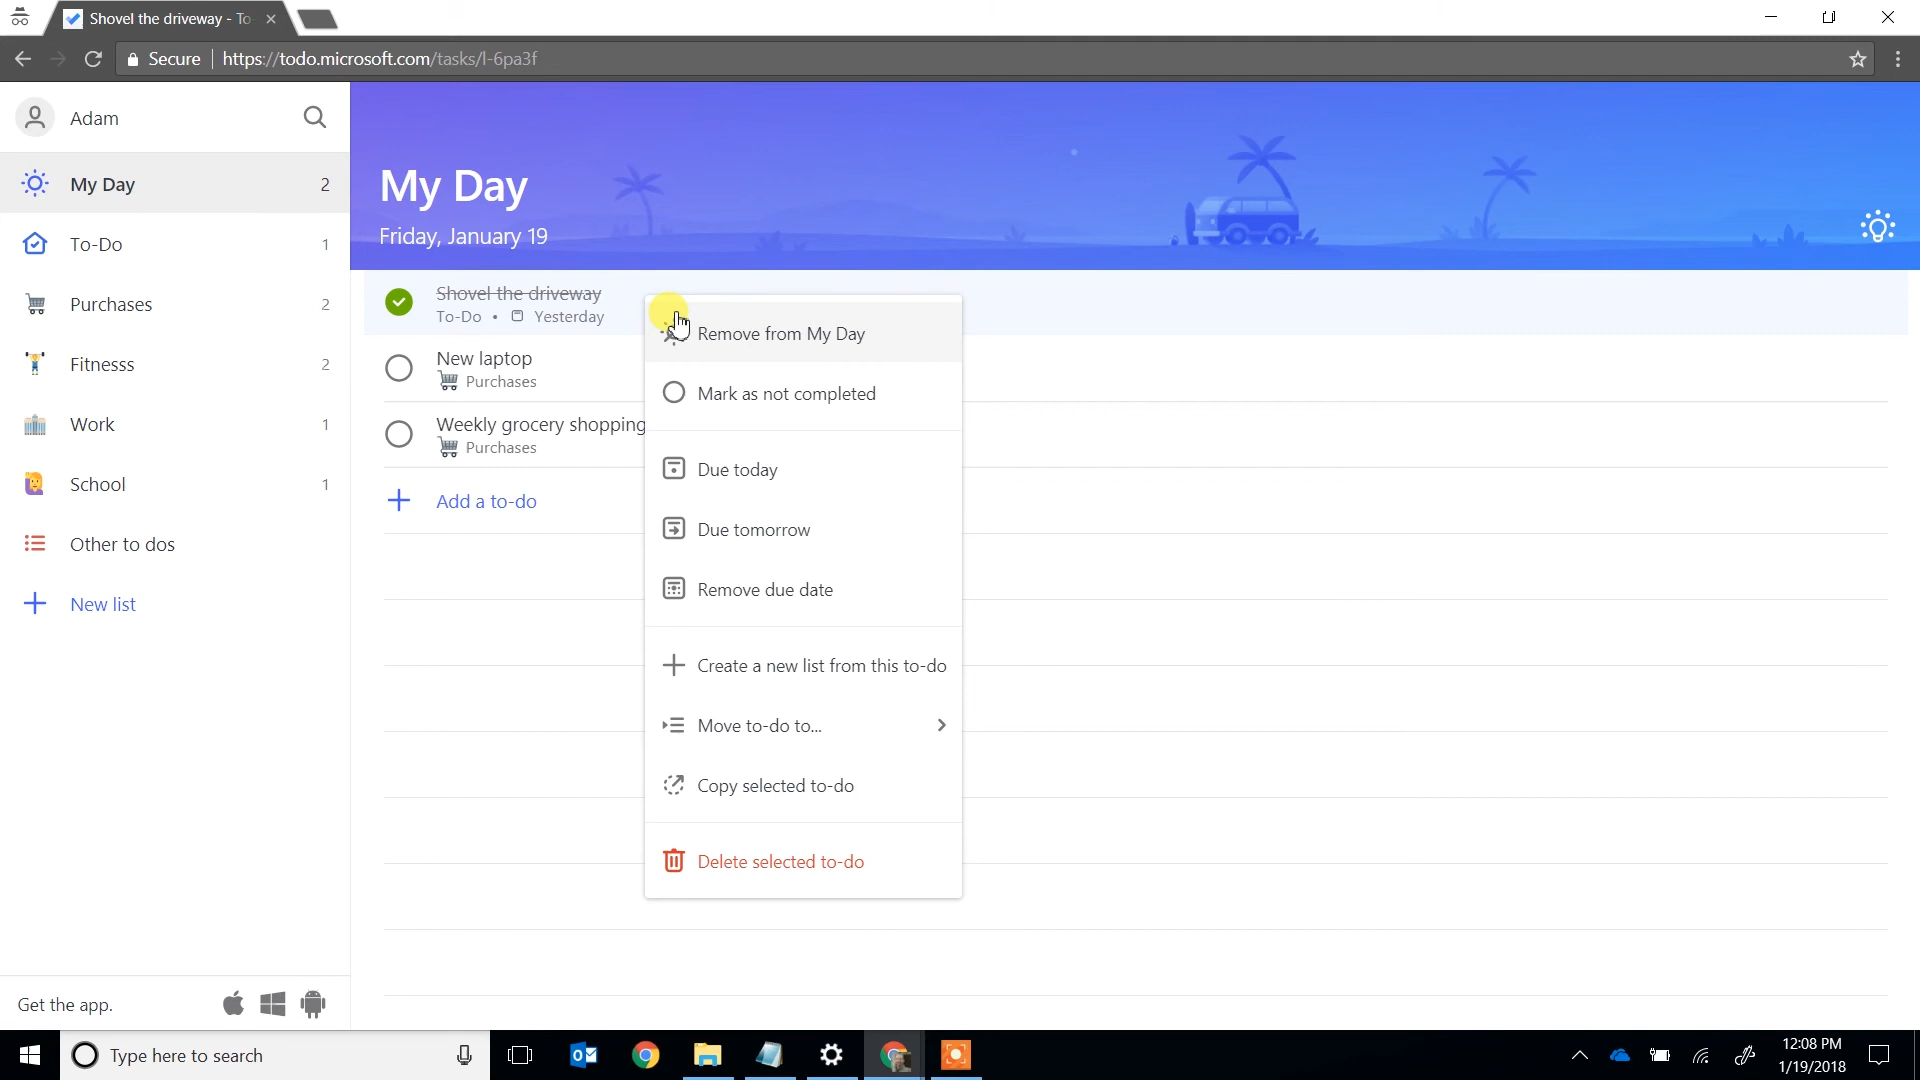 Shovel the driveway - To-
Secure
https://todo.microsoft.com/tasks/l-6pa3f
Adam
My Day 2
To-Do 1
Purchases 2
Fitnesss 2
Work 1
School 1
Other to dos
New list
Get the app.
My Day
Friday, January 19
Shovel the driveway
To-Do • Yesterday
New laptop
Purchases
Weekly grocery shopping
Purchases
Add a to-do
Remove from My Day
Mark as not completed
Due today
Due tomorrow
Remove due date
Create a new list from this to-do
Move to-do to...
Copy selected to-do
Delete selected to-do
Type here to search
12:08 PM
1/19/2018